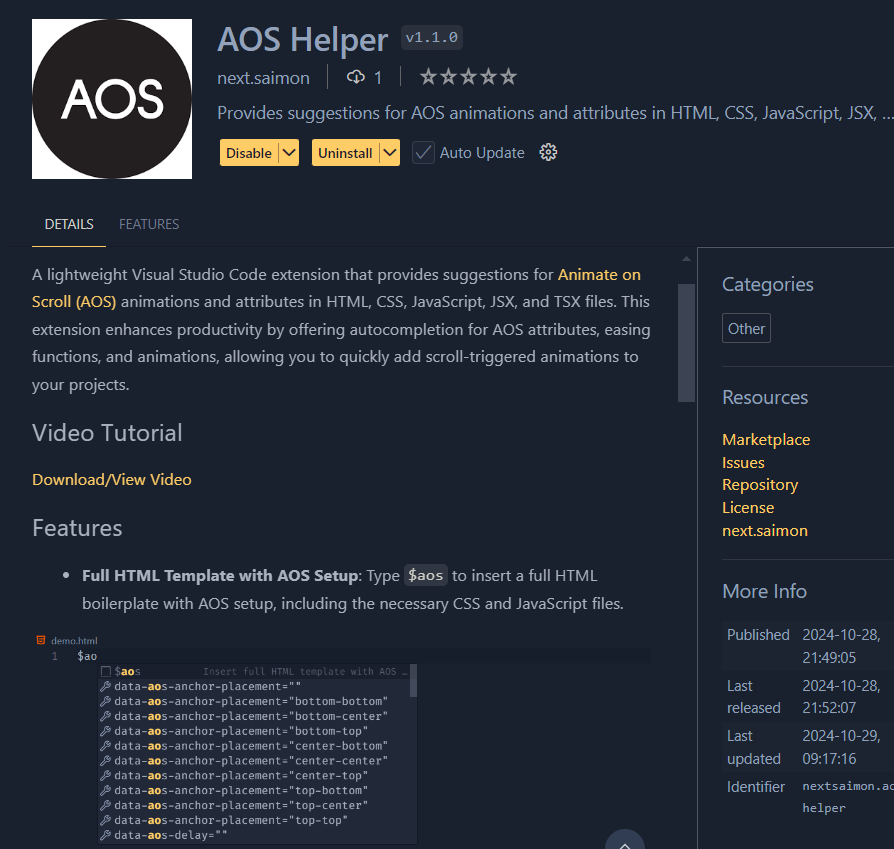 AOS
AOS Helper v1.1.0
next.saimon 1
Provides suggestions for AOS animations and attributes in HTML, CSS, JavaScript, JSX, ...
Disable Uninstall Auto Update
DETAILS FEATURES
A lightweight Visual Studio Code extension that provides suggestions for Animate on
Scroll (AOS) animations and attributes in HTML, CSS, JavaScript, JSX, and TSX files. This
extension enhances productivity by offering autocompletion for AOS attributes, easing
functions, and animations, allowing you to quickly add scroll-triggered animations to
your projects.
Video Tutorial
Download/View Video
Features
• Full HTML Template with AOS Setup: Type $aos to insert a full HTML
boilerplate with AOS setup, including the necessary CSS and JavaScript files.
demo.html
1 $ao
$aos Insert full HTML template with AOS …
data-aos-anchor-placement=""
data-aos-anchor-placement="bottom-bottom"
data-aos-anchor-placement="bottom-center"
data-aos-anchor-placement="bottom-top"
data-aos-anchor-placement="center-bottom"
data-aos-anchor-placement="center-center"
data-aos-anchor-placement="center-top"
data-aos-anchor-placement="top-bottom"
data-aos-anchor-placement="top-center"
data-aos-anchor-placement="top-top"
data-aos-delay=""
Categories
Other
Resources
Marketplace
Issues
Repository
License
next.saimon
More Info
Published 2024-10-28,
21:49:05
Last 2024-10-28,
released 21:52:07
Last 2024-10-29,
updated 09:17:16
Identifier nextsaimon.ao
helper